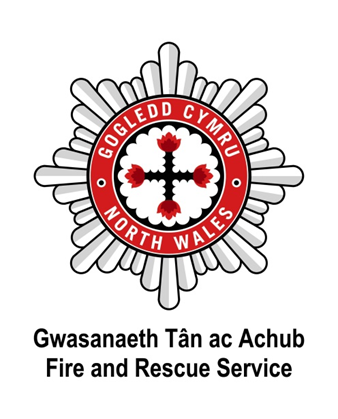 GOGLEDD CYMRU
NORTH WALES
Gwasanaeth Tân ac Achub
Fire and Rescue Service